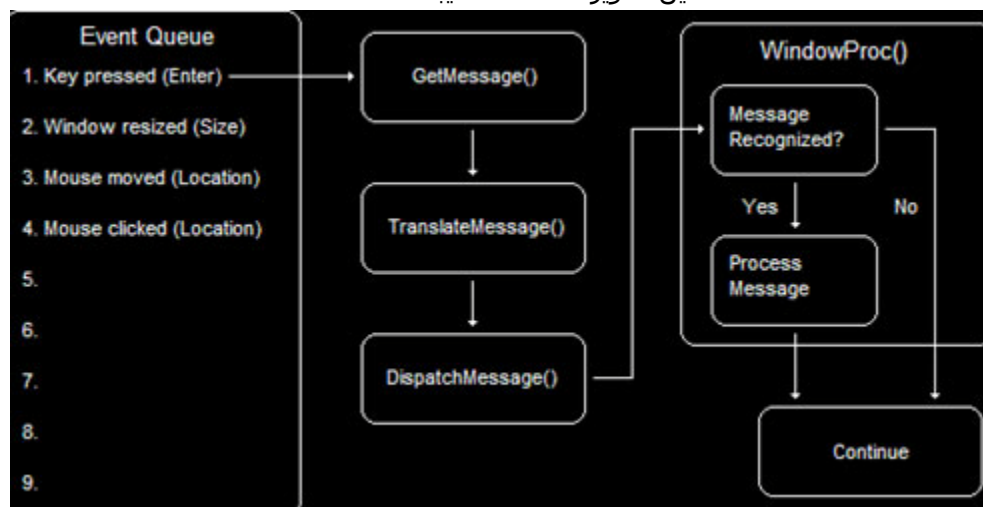 Event Queue
1. Key pressed (Enter)
2. Window resized (Size)
3. Mouse moved (Location)
4. Mouse clicked (Location)
5.
6.
7.
8.
9.
GetMessage()
TranslateMessage()
DispatchMessage()
WindowProc()
Message
Recognized?
Yes
No
Process
Message
Continue